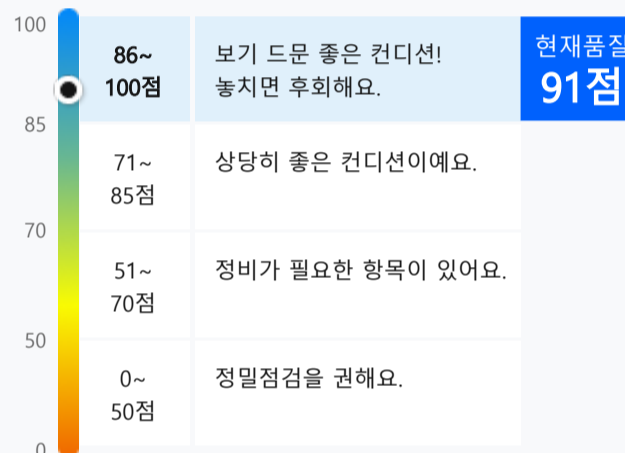 100
86~
100점
보기 드문 좋은 컨디션!
놓치면 후회해요.
현재품질
91점
85
71~
85점
상당히 좋은 컨디션이예요.
70
51~
70점
정비가 필요한 항목이 있어요.
50
0~
50점
정밀점검을 권해요.
0